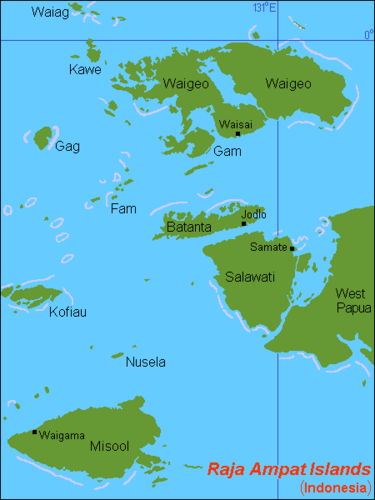 131°E
Waiag
0°
Kawe
Waigeo
Waigeo
Waisai
Gag
Gam
Fam
Jodlo
Batanta
Samate
Salawati
West
Papua
Kofiau
Nusela
Waigama
Misool
Raja Ampat Islands
(Indonesia)